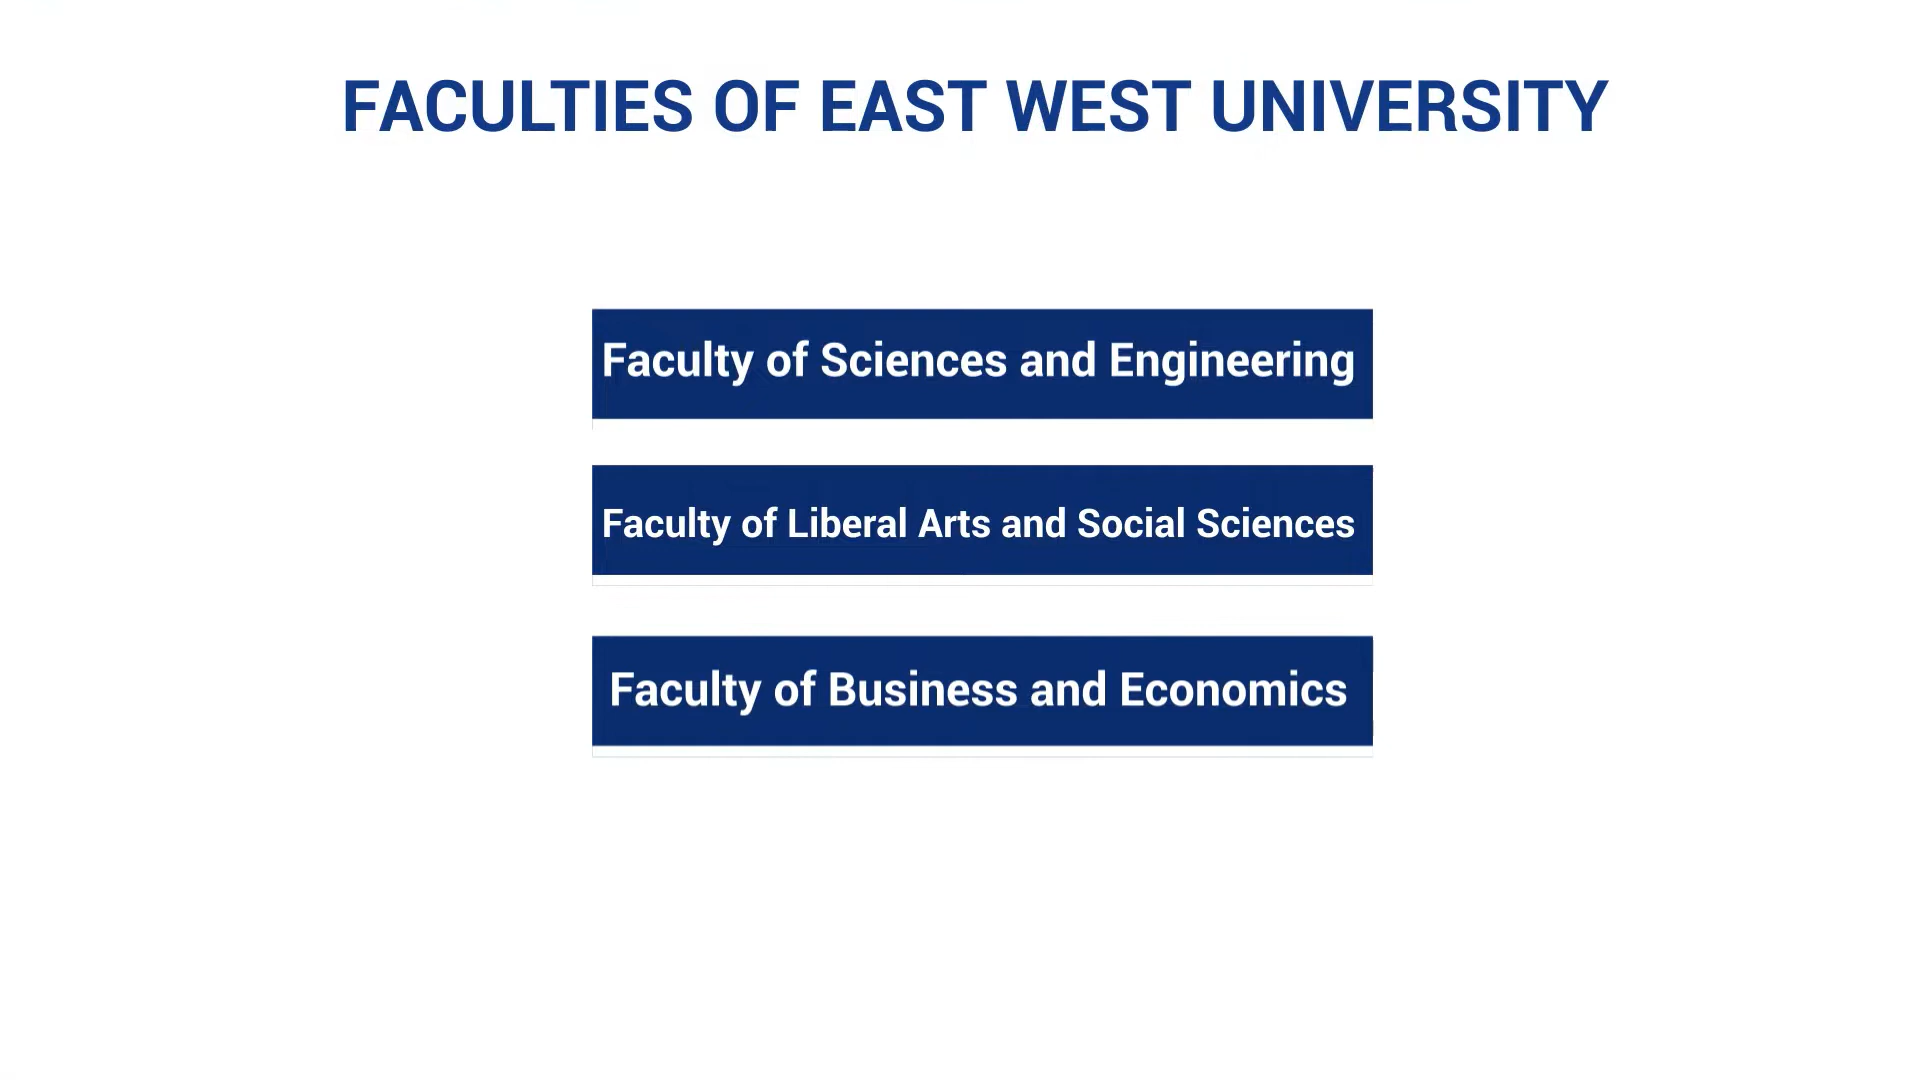 FACULTIES OF EAST WEST UNIVERSITY
Faculty of Sciences and Engineering
Faculty of Liberal Arts and Social Sciences
Faculty of Business and Economics